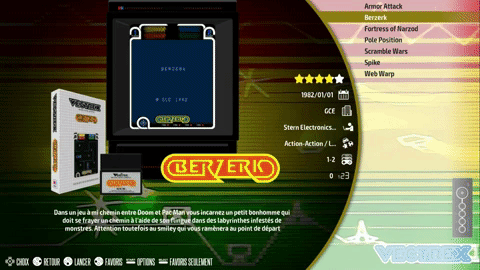 Armor Attack
Berzerk
Fortress of Narzod
Pole Position
Scramble Wars
Spike
Web Warp
BERZERK
1982/01/01
GCE
Stern Electronics...
Action-Action / L...
1-2
0
BERZERK
VECTREX
BERZERK
Dans un jeu à mi chemin entre Doom et Pac Man vous incarnez un petit bonhomme qui
doit se frayer un chemin à l'aide de son flingue dans des labyrinthes infestés de
monstres. Attention toutefois au smiley qui vous ramènera au point de départ
CHOIX RETOUR LANCER FAVORIS OPTIONS FAVORIS SEULEMENT
VECTREX